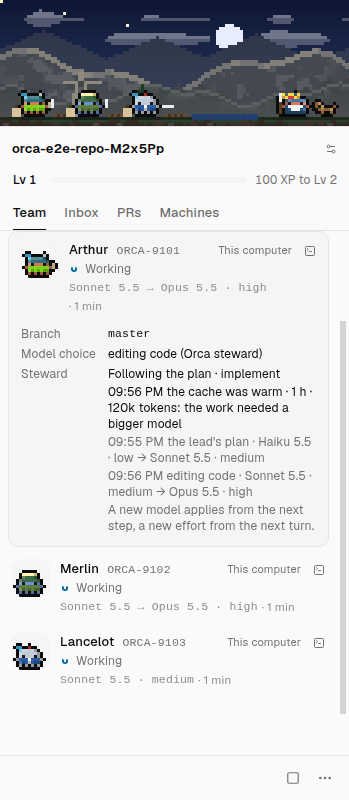 orca-e2e-repo-M2x5Pp
Lv 1 100 XP to Lv 2
Team Inbox PRs Machines
Arthur ORCA-9101 This computer
Working
Sonnet 5.5 → Opus 5.5 · high
· 1 min
Branch master
Model choice editing code (Orca steward)
Steward Following the plan · implement
09:56 PM the cache was warm · 1 h ·
120k tokens: the work needed a
bigger model
09:55 PM the lead's plan · Haiku 5.5
· low → Sonnet 5.5 · medium
09:56 PM editing code · Sonnet 5.5 ·
medium → Opus 5.5 · high
A new model applies from the next
step, a new effort from the next turn.
Merlin ORCA-9102 This computer
Working
Sonnet 5.5 → Opus 5.5 · high · 1 min
Lancelot ORCA-9103 This computer
Working
Sonnet 5.5 · medium · 1 min